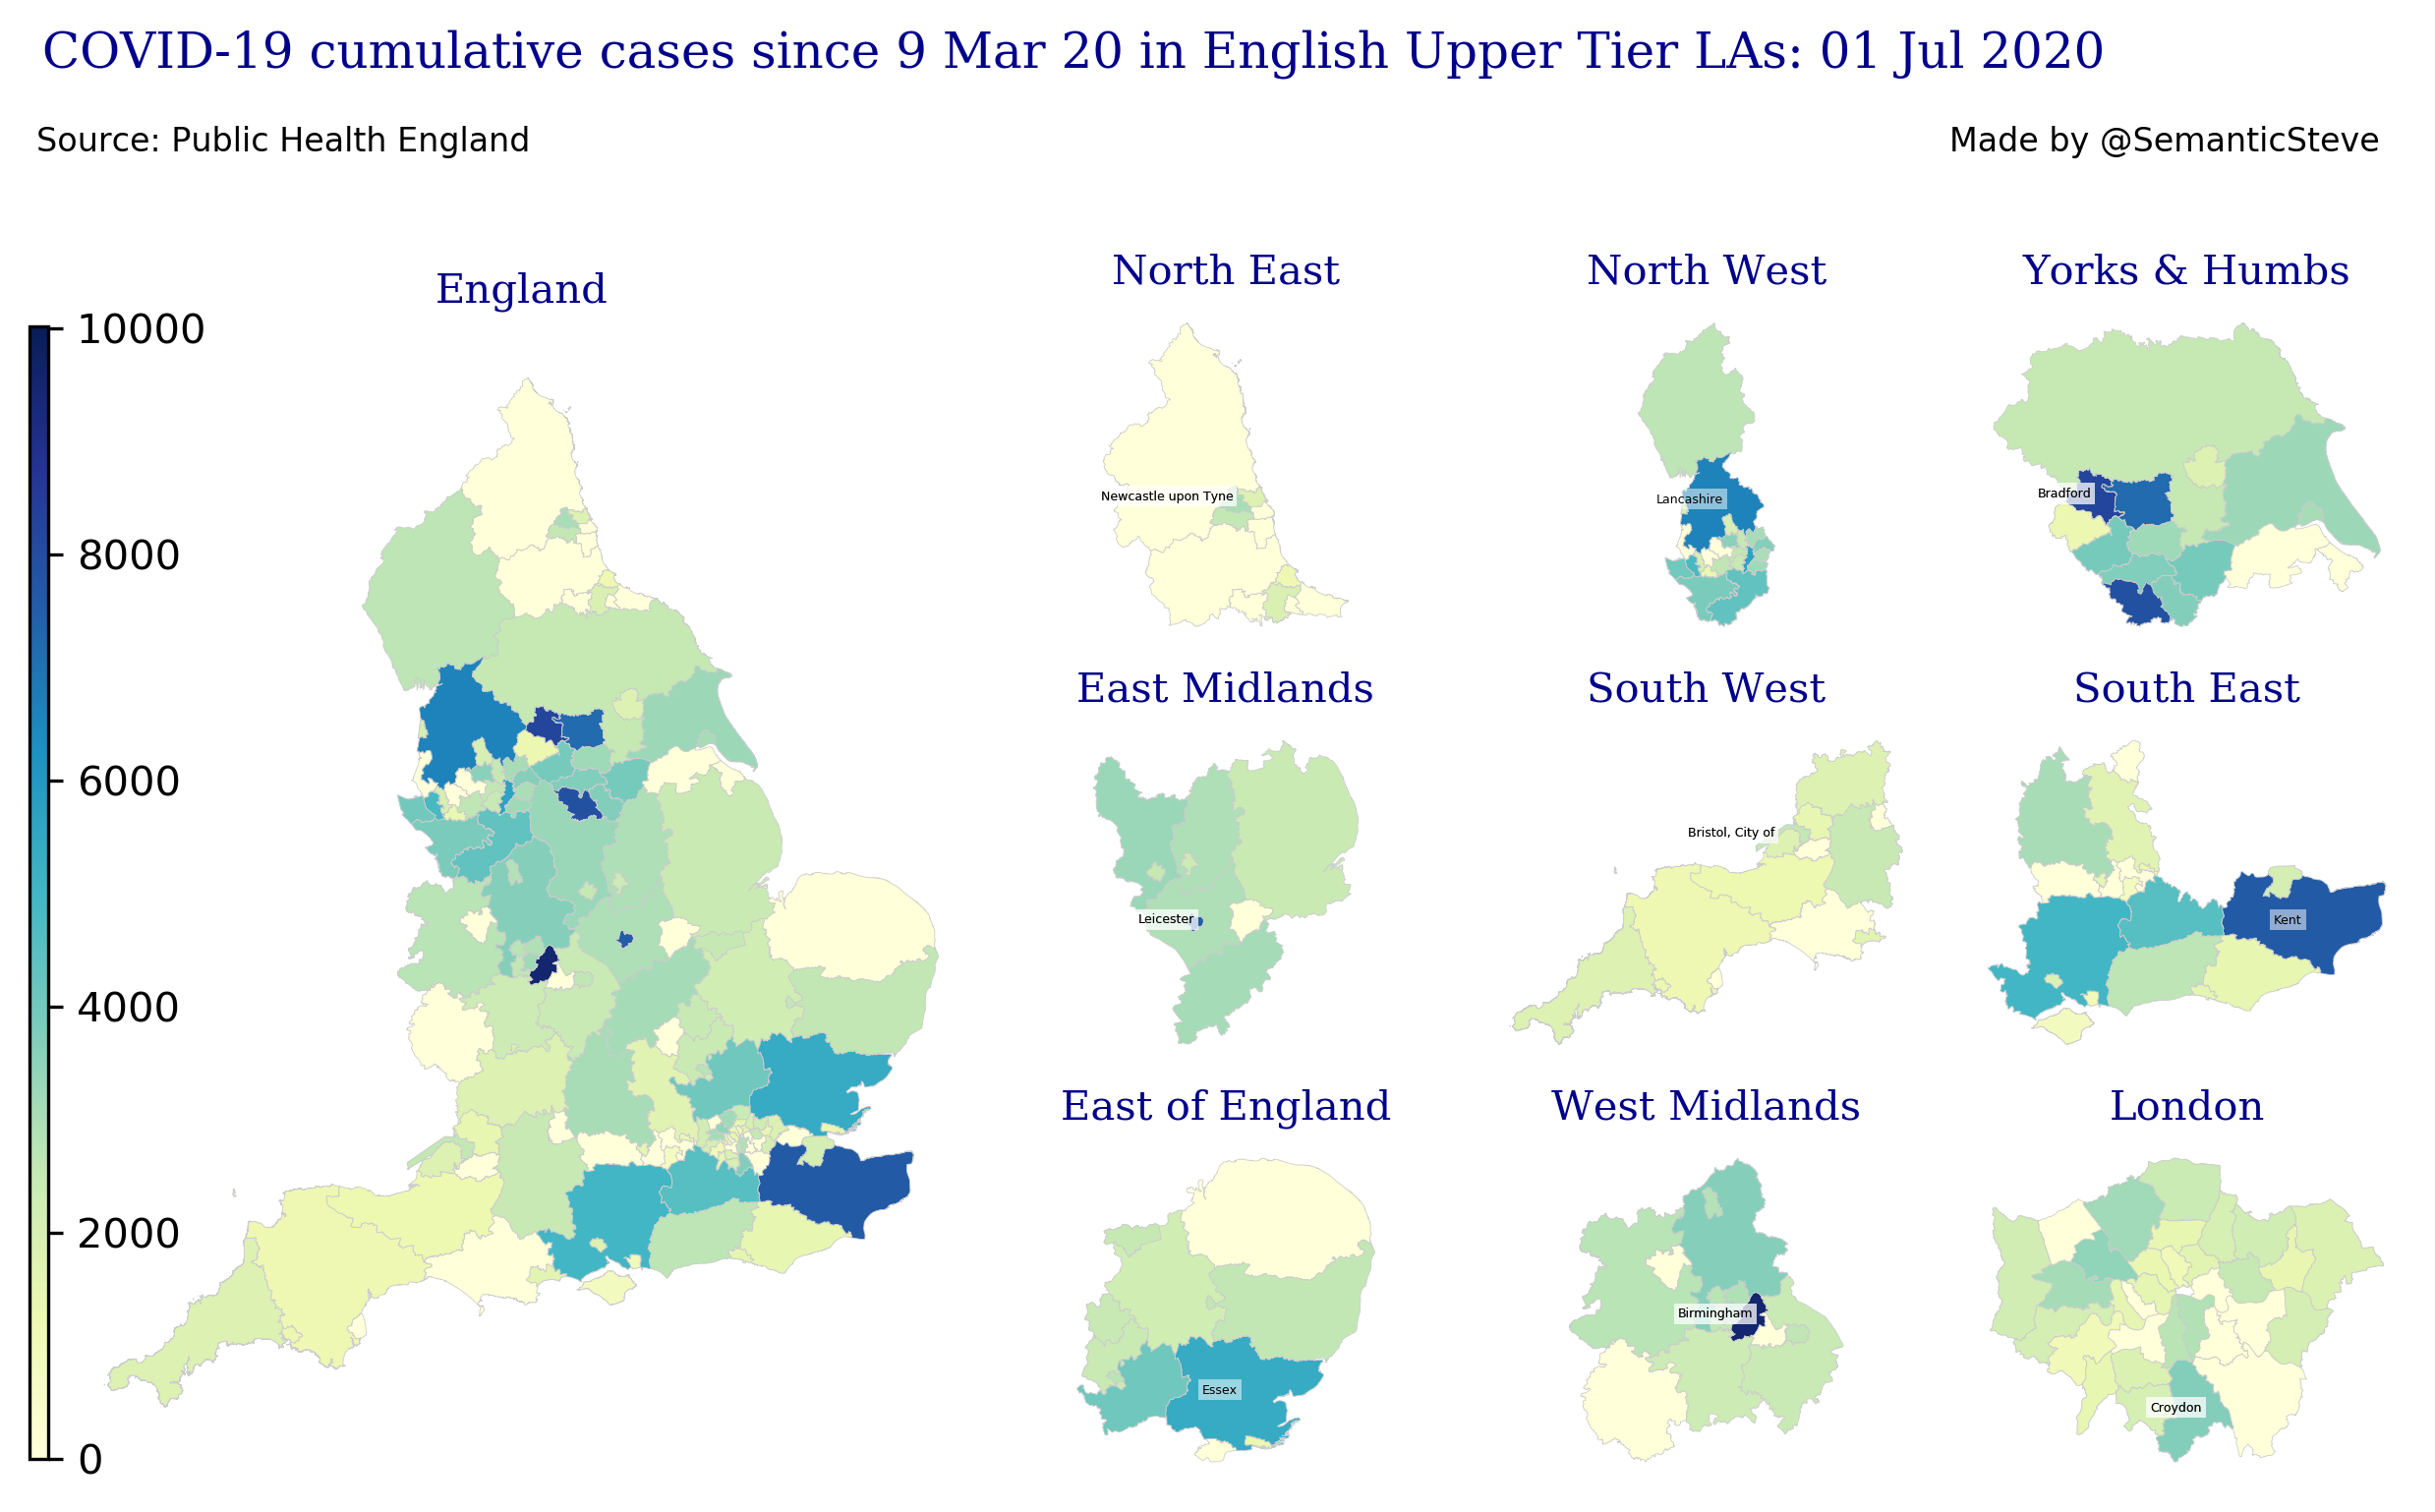 COVID-19 cumulative cases since 9 Mar 20 in English Upper Tier LAs: 01 Jul 2020
Source: Public Health England
Made by @SemanticSteve
England
10000
8000
6000
4000
2000
0
North East
Newcastle upon Tyne
North West
Lancashire
Yorks & Humbs
Bradford
East Midlands
Leicester
South West
Bristol, City of
South East
Kent
East of England
Essex
West Midlands
Birmingham
London
Croydon